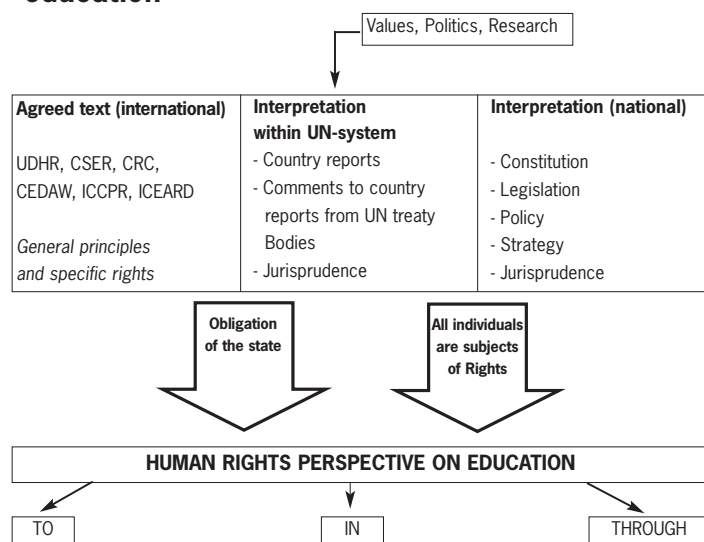 education
Values, Politics, Research
Agreed text (international)
UDHR, CSER, CRC,
CEDAW, ICCPR, ICEARD
General principles
and specific rights
Interpretation
within UN-system
- Country reports
- Comments to country
reports from UN treaty
Bodies
- Jurisprudence
Interpretation (national)
- Constitution
- Legislation
- Policy
- Strategy
- Jurisprudence
Obligation
of the state
All individuals
are subjects
of Rights
HUMAN RIGHTS PERSPECTIVE ON EDUCATION
TO
IN
THROUGH